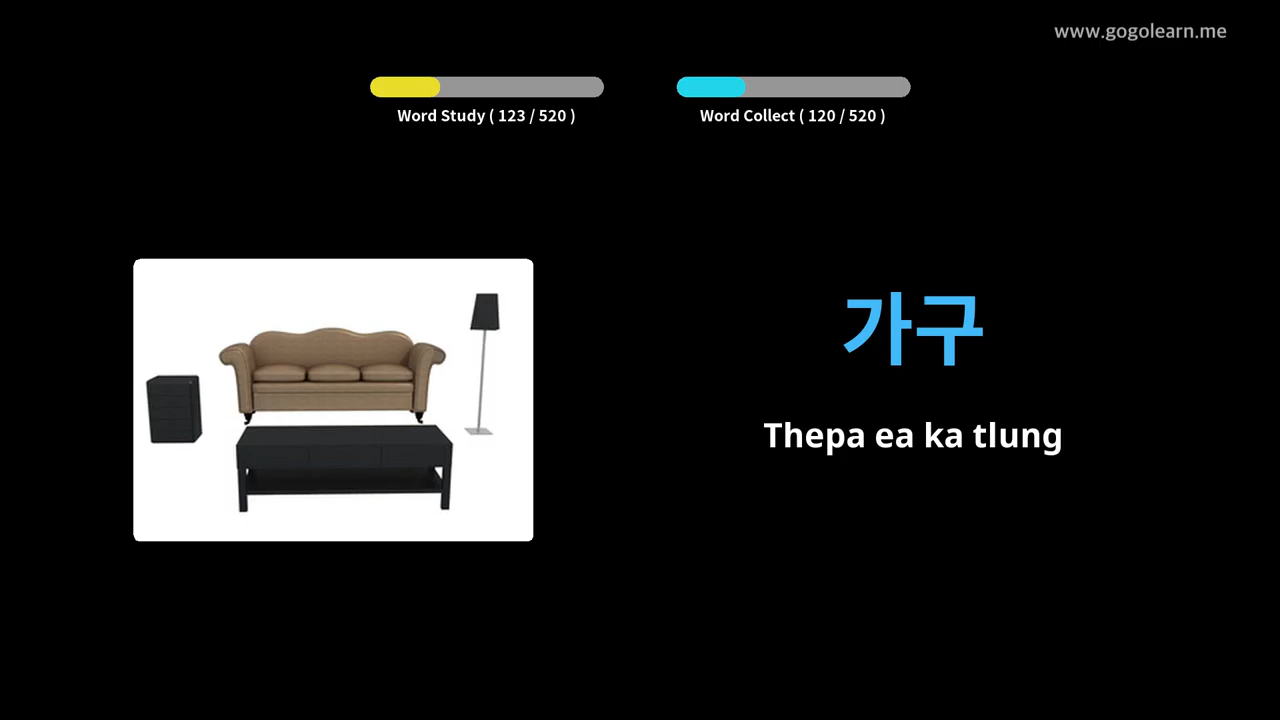 www.gogolearn.me
Word Study ( 123 / 520 )
Word Collect ( 120 / 520 )
가구
Thepa ea ka tlung